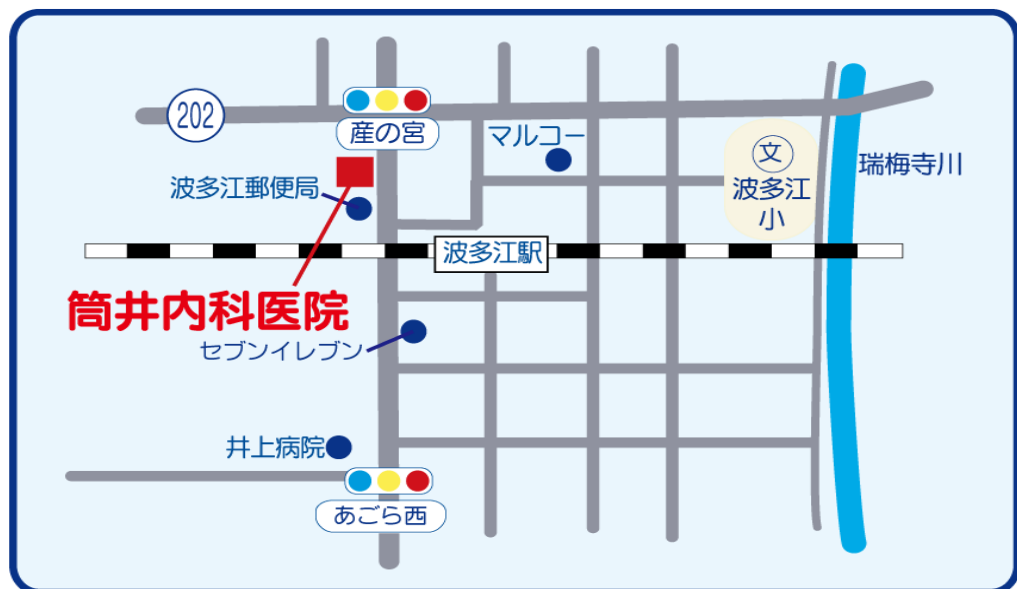 202
産の宮
マルコー
文
波多江
小
瑞梅寺川
波多江郵便局
波多江駅
筒井内科医院
セブンイレブン
井上病院
あごら西